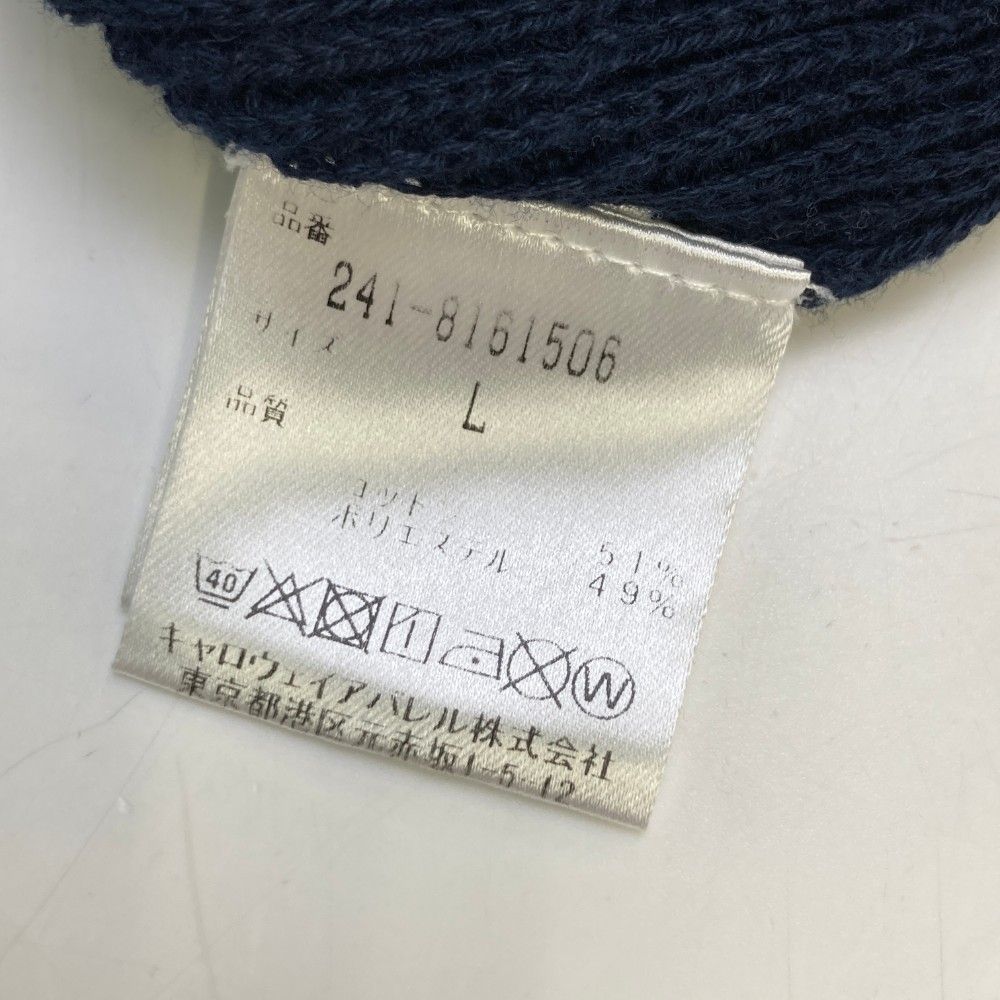 品番
241-8161506
サイズ
L
品質
コットン 51%
ポリエステル 49%
40
W
キャロウェイアパレル株式会社
東京都港区元赤坂1-5-12